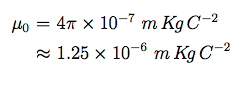 μ₀ = 4π × 10⁻⁷ m Kg C⁻²
≈ 1.25 × 10⁻⁶ m Kg C⁻²